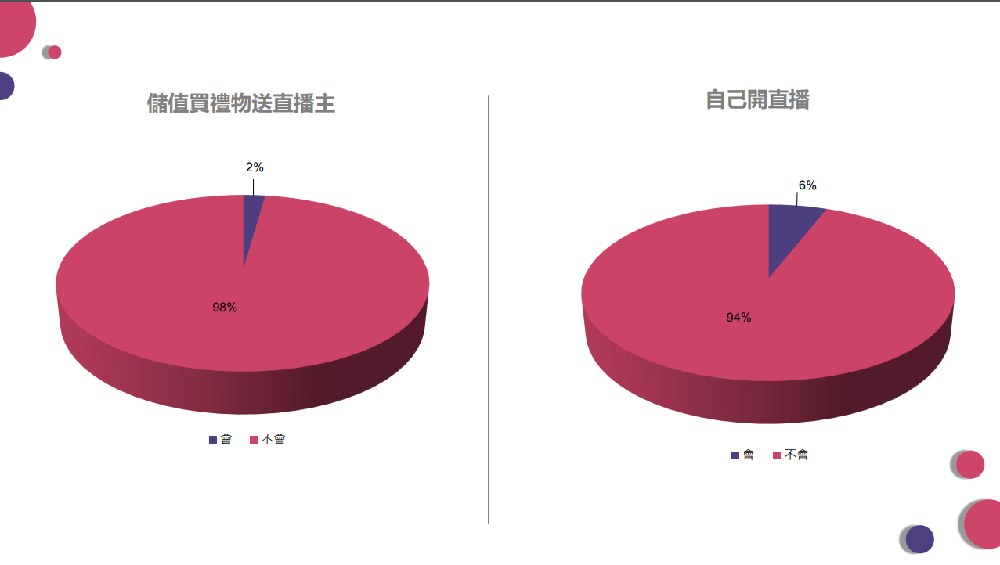 儲值買禮物送直播主
2%
98%
會 不會
自己開直播
6%
94%
會 不會